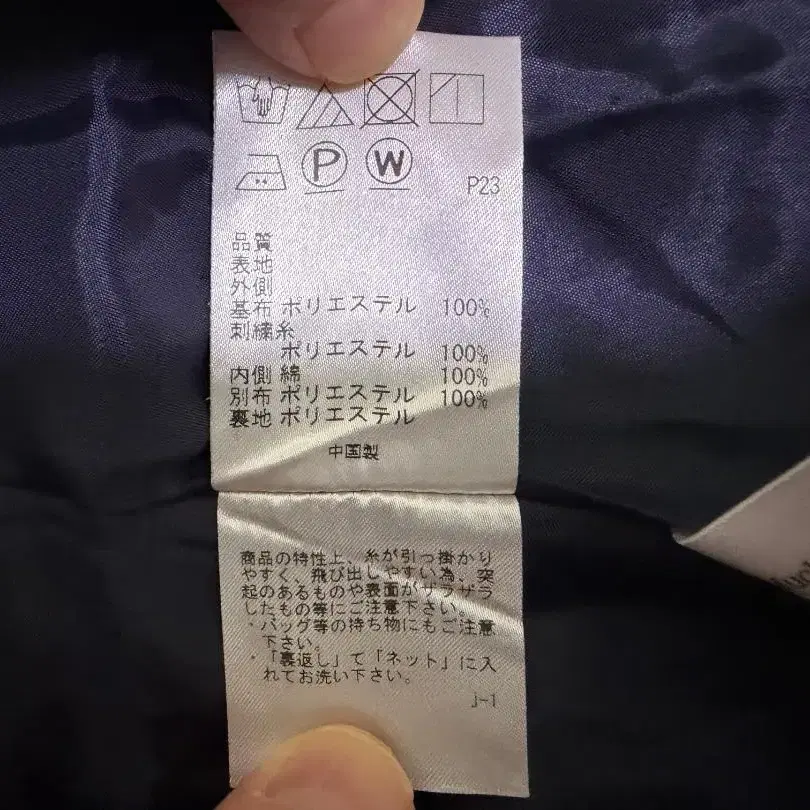 P W
P23
品質
表地
外側
基布 ポリエステル 100%
刺繍糸
ポリエステル 100%
内側 綿 100%
別布 ポリエステル 100%
裏地 ポリエステル
中国製
商品の特性上、糸が引っ掛かり
やすく、飛び出しやすい為、突
起のあるものや表面がザラザラ
したもの等にご注意下さい。
・バッグ等の持ち物にもご注意
下さい。
・「裏返し」て「ネット」に入
れてお洗い下さい。
j-1